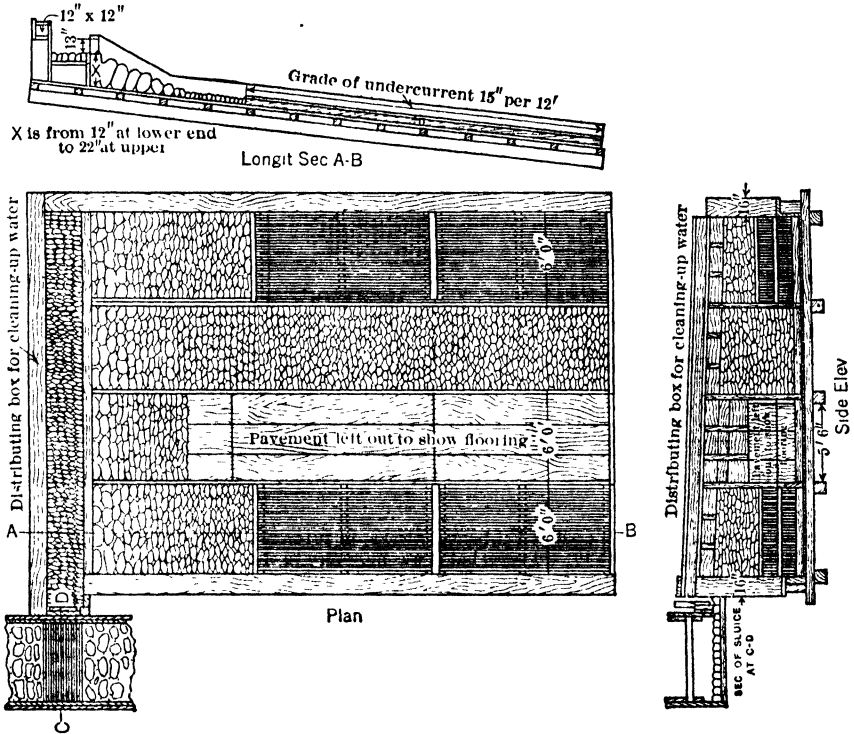 12" x 12"
13"
X
Grade of undercurrent 15" per 12'
X is from 12" at lower end
to 22" at upper
Longit Sec A-B
Distributing box for cleaning-up water
6'0"
Pavement left out to show flooring
6'0"
6'0"
A
B
D
C
Plan
Distributing box for cleaning-up water
16"
5'6"
16"
Side Elev
SEC OF SLUICE
AT C-D